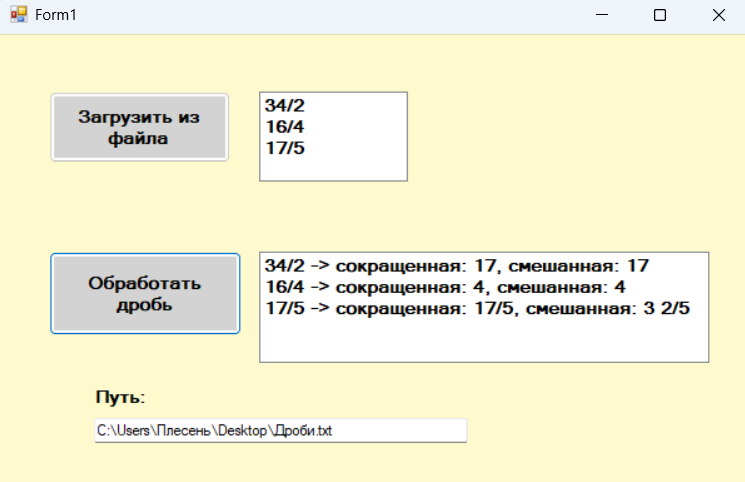 Form1
Загрузить из
файла
34/2
16/4
17/5
Обработать
дробь
34/2 -> сокращенная: 17, смешанная: 17
16/4 -> сокращенная: 4, смешанная: 4
17/5 -> сокращенная: 17/5, смешанная: 3 2/5
Путь:
C:\Users\Плесень\Desktop\Дроби.txt